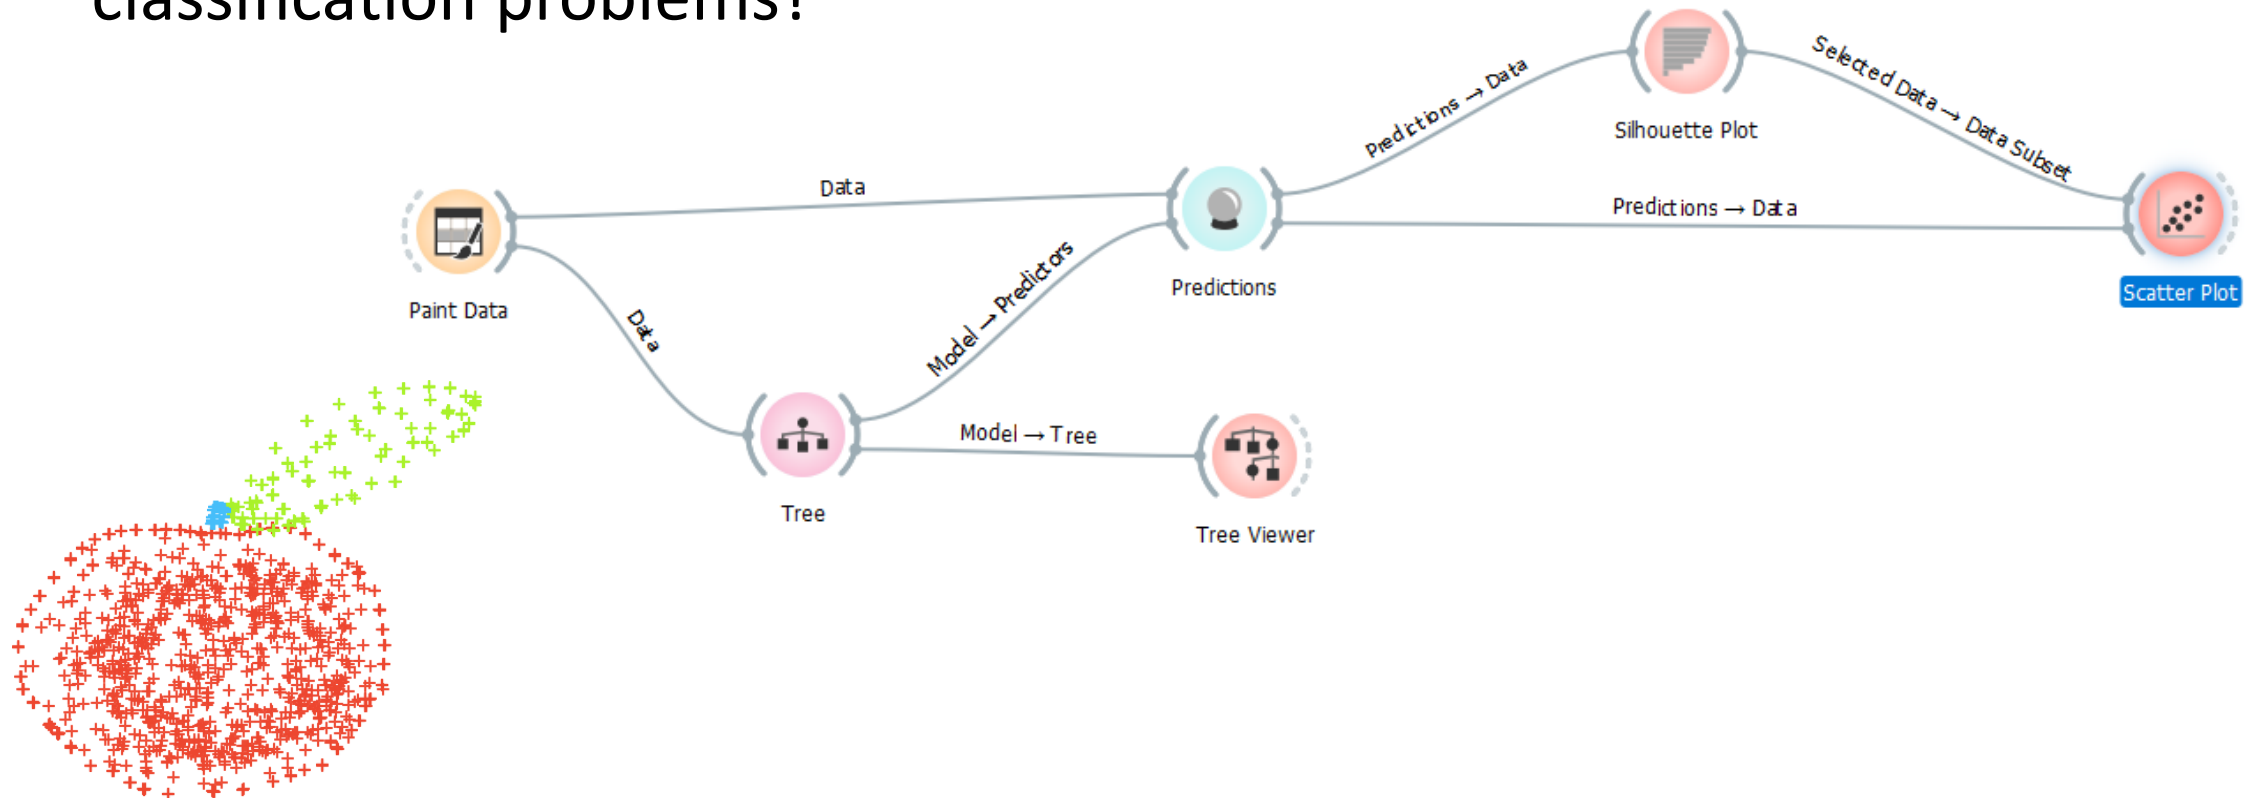 classification problems?
Selected Data → Data Subset
Predictions → Data
Silhouette Plot
Data
Predictions → Data
Model → Predictors
Predictions
Scatter Plot
Paint Data
Data
Model → Tree
Tree
Tree Viewer